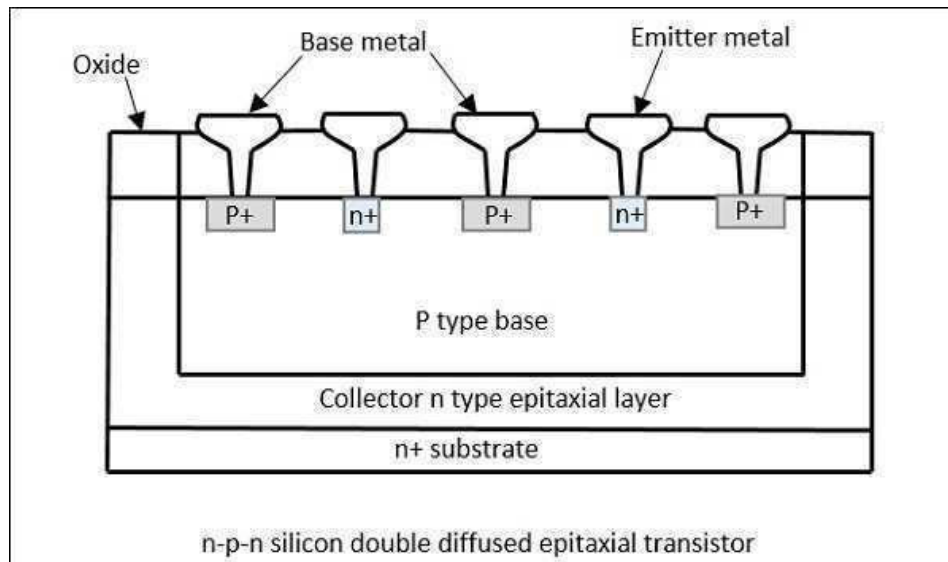 Base metal
Emitter metal
Oxide
P+
n+
P+
n+
P+
P type base
Collector n type epitaxial layer
n+ substrate
n-p-n silicon double diffused epitaxial transistor